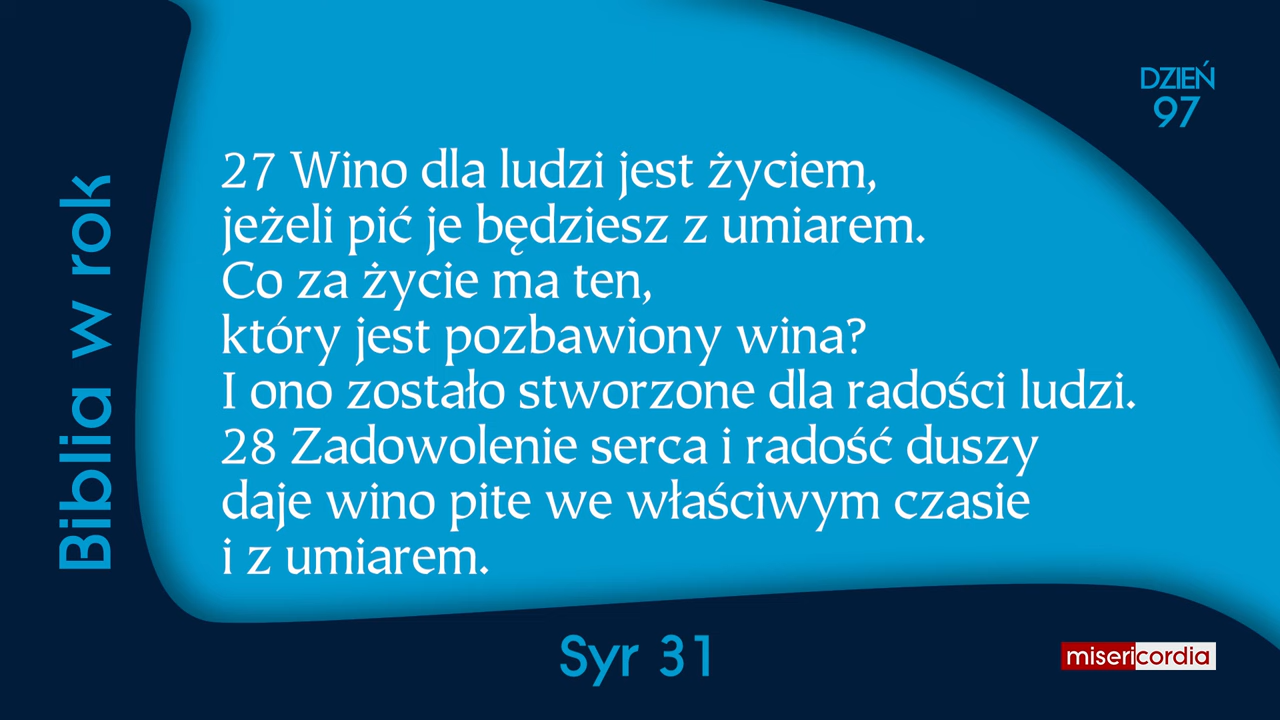 DZIEŃ
97
Biblia w rok
27 Wino dla ludzi jest życiem,
jeżeli pić je będziesz z umiarem.
Co za życie ma ten,
który jest pozbawiony wina?
I ono zostało stworzone dla radości ludzi.
28 Zadowolenie serca i radość duszy
daje wino pite we właściwym czasie
i z umiarem.
Syr 31
misericordia